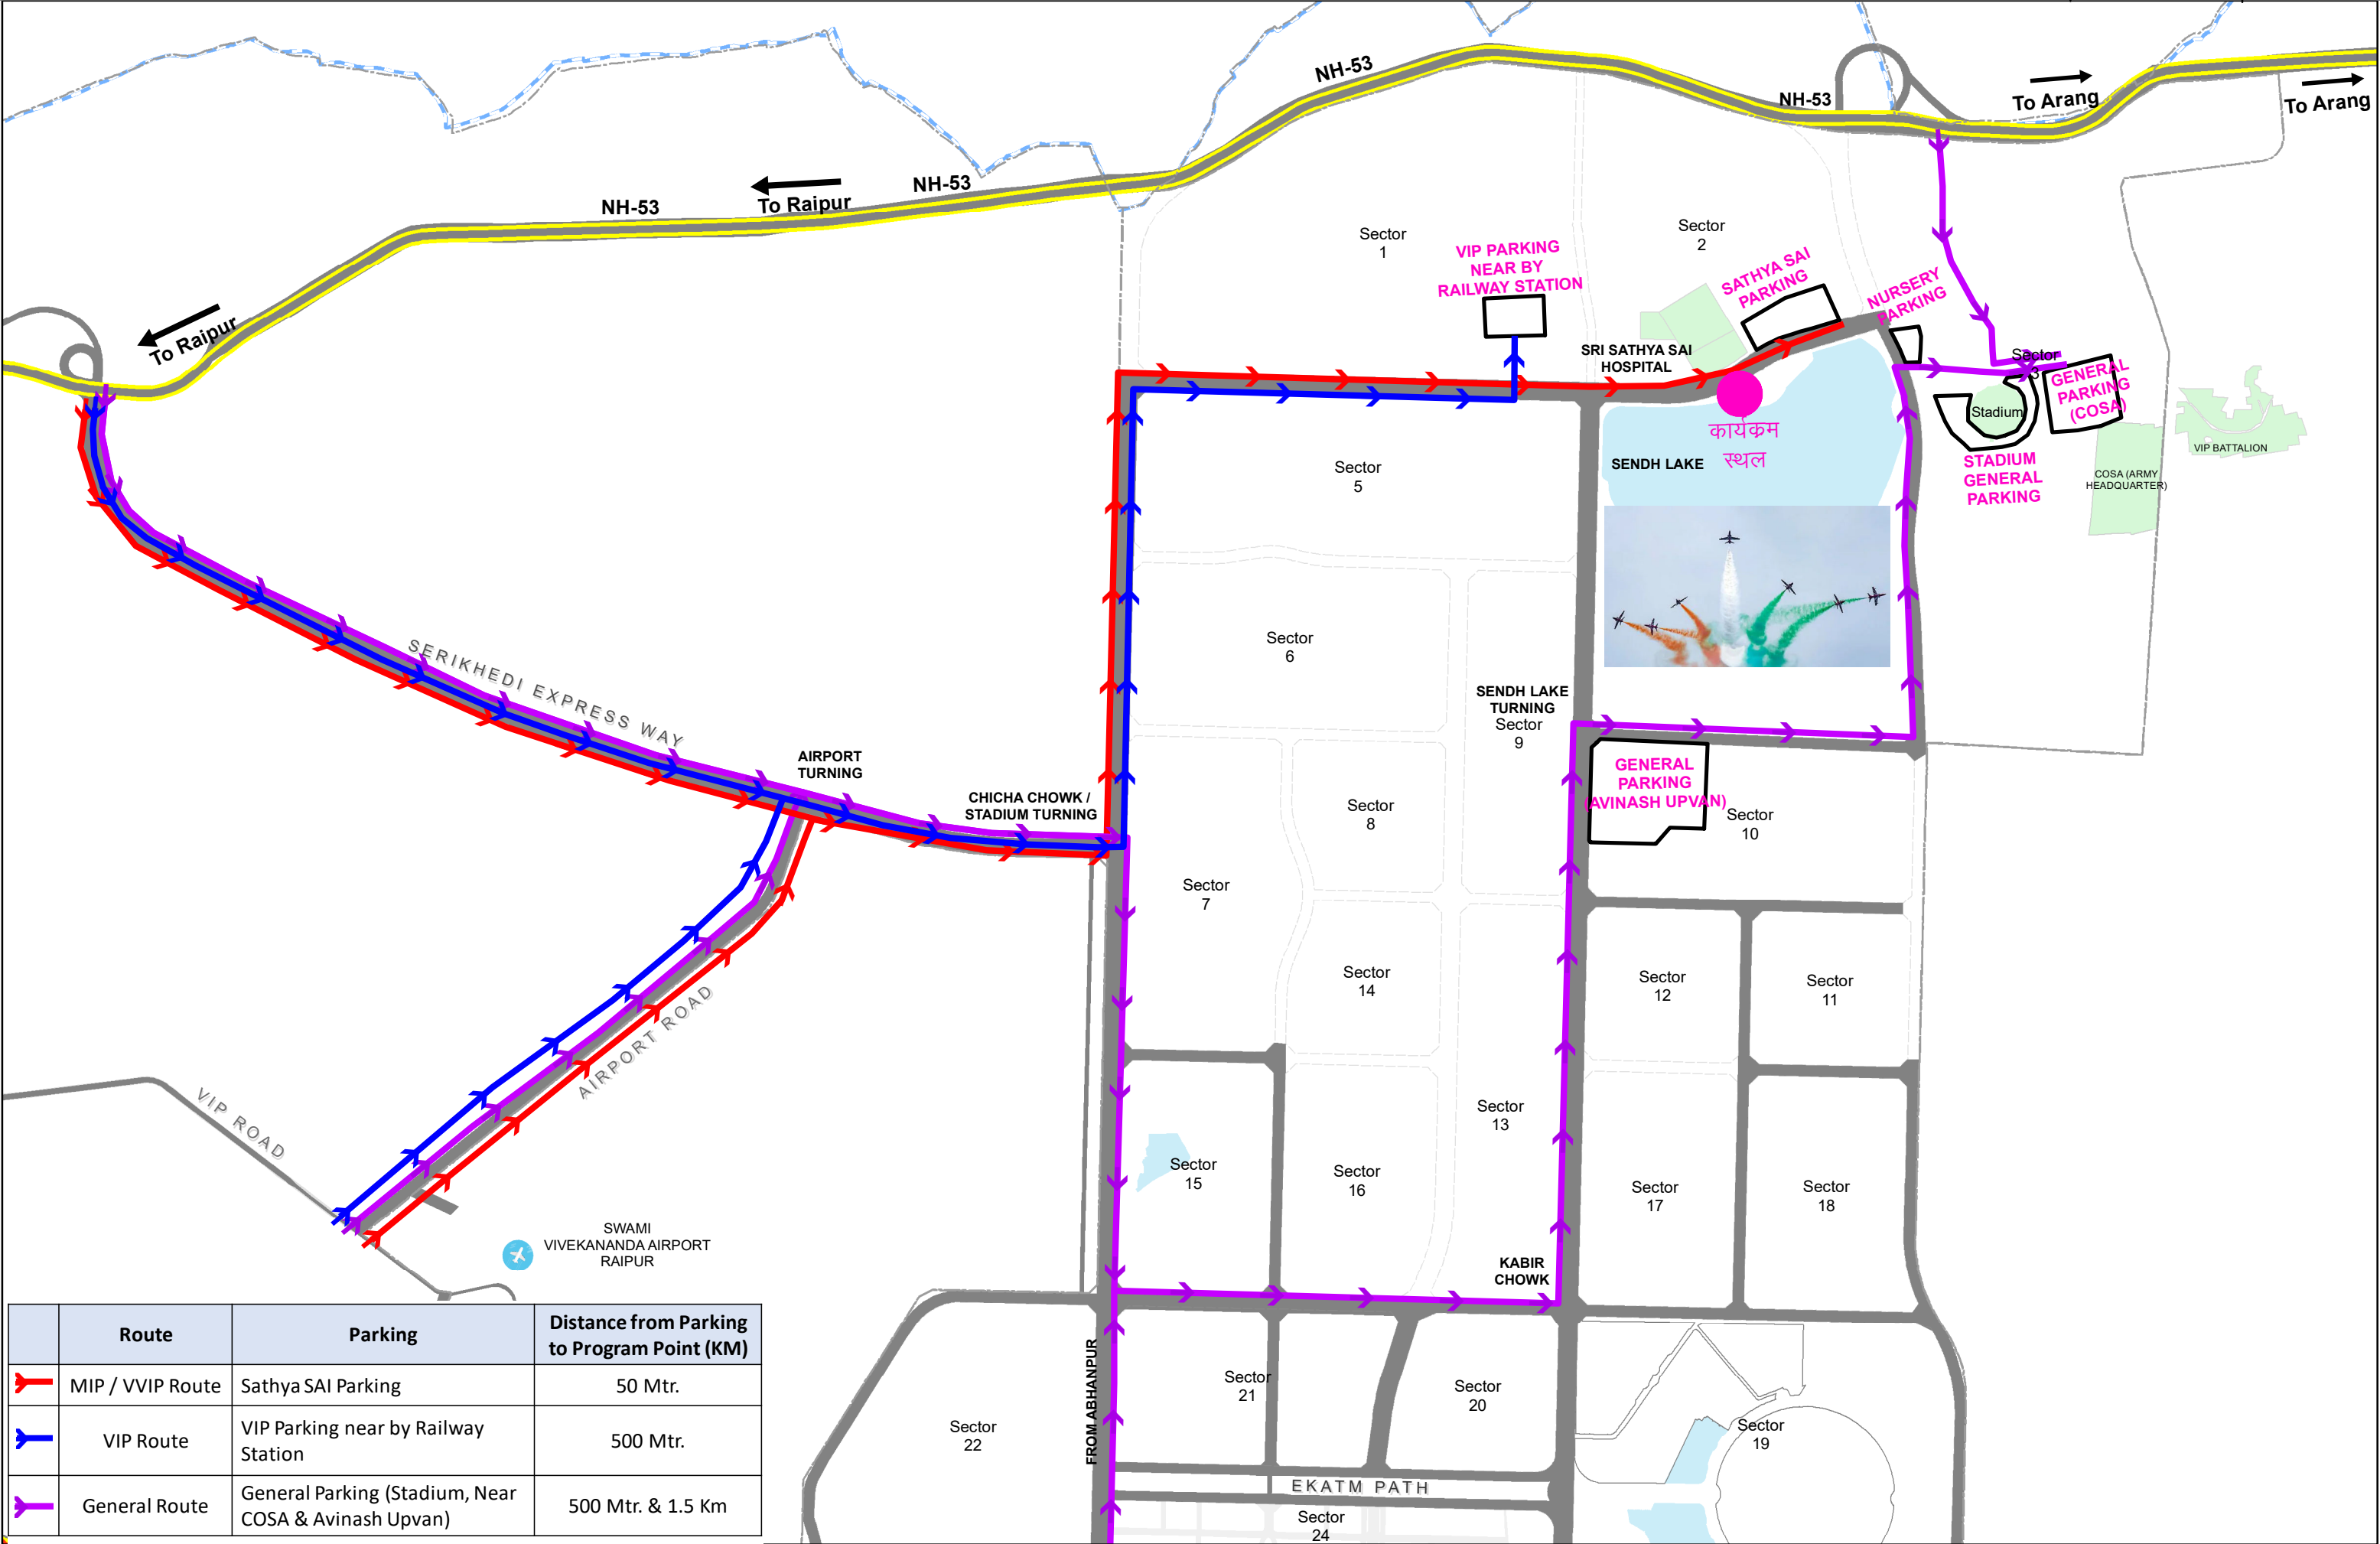 NH-53
NH-53
To Arang
To Arang
NH-53
To Raipur
NH-53
To Raipur
Sector
1
Sector
2
VIP PARKING
NEAR BY
RAILWAY STATION
SATHYA SAI
PARKING
NURSERY
PARKING
SRI SATHYA SAI
HOSPITAL
Sector
3
GENERAL
PARKING
(COSA)
Stadium
STADIUM
GENERAL
PARKING
VIP BATTALION
COSA (ARMY
HEADQUARTER)
कार्यक्रम
स्थल
SENDH LAKE
Sector
5
Sector
6
SERIKHEDI EXPRESS WAY
SENDH LAKE
TURNING
Sector
9
AIRPORT
TURNING
CHICHA CHOWK /
STADIUM TURNING
GENERAL
PARKING
(AVINASH UPVAN)
Sector
8
Sector
10
Sector
7
Sector
14
Sector
12
Sector
11
AIRPORT ROAD
VIP ROAD
Sector
13
Sector
15
Sector
16
Sector
17
Sector
18
SWAMI
VIVEKANANDA AIRPORT
RAIPUR
KABIR
CHOWK
FROM ABHANPUR
Sector
21
Sector
20
Sector
22
Sector
19
EKATM PATH
Sector
24
Route Parking Distance from Parking
to Program Point (KM)
MIP / VVIP Route Sathya SAI Parking 50 Mtr.
VIP Route VIP Parking near by Railway
Station 500 Mtr.
General Route General Parking (Stadium, Near
COSA & Avinash Upvan) 500 Mtr. & 1.5 Km